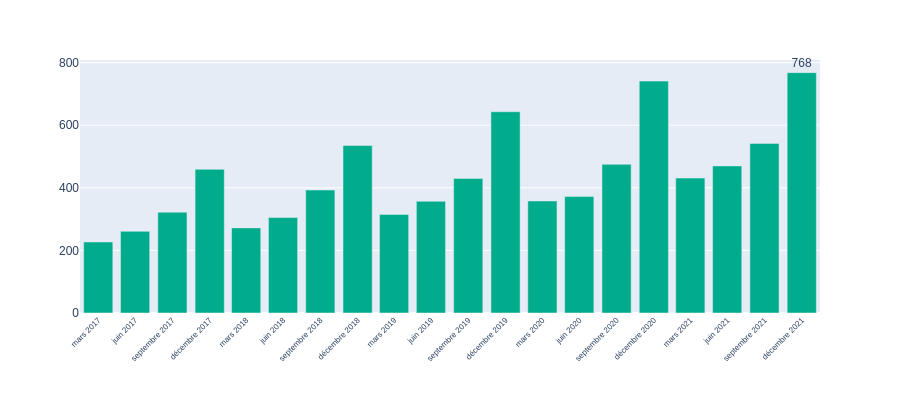 768
800
600
400
200
0
mars 2017
juin 2017
septembre 2017
décembre 2017
mars 2018
juin 2018
septembre 2018
décembre 2018
mars 2019
juin 2019
septembre 2019
décembre 2019
mars 2020
juin 2020
septembre 2020
décembre 2020
mars 2021
juin 2021
septembre 2021
décembre 2021